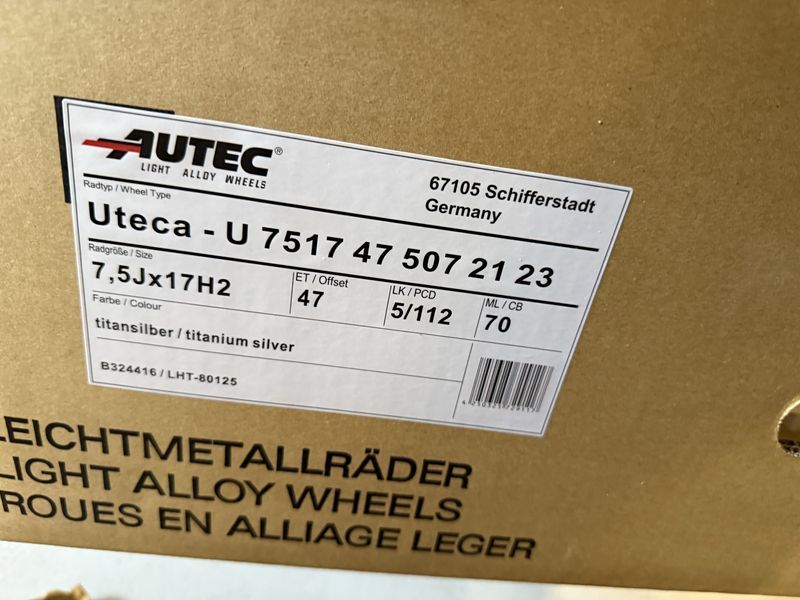 AUTEC®
LIGHT ALLOY WHEELS
67105 Schifferstadt
Germany
Radtyp / Wheel Type
Uteca - U 7517 47 507 21 23
Radgröße / Size
7,5Jx17H2
ET / Offset
47
LK / PCD
5/112
ML / CB
70
Farbe / Colour
titansilber / titanium silver
B324416 / LHT-80125
LEICHTMETALLRÄDER
LIGHT ALLOY WHEELS
ROUES EN ALLIAGE LEGER